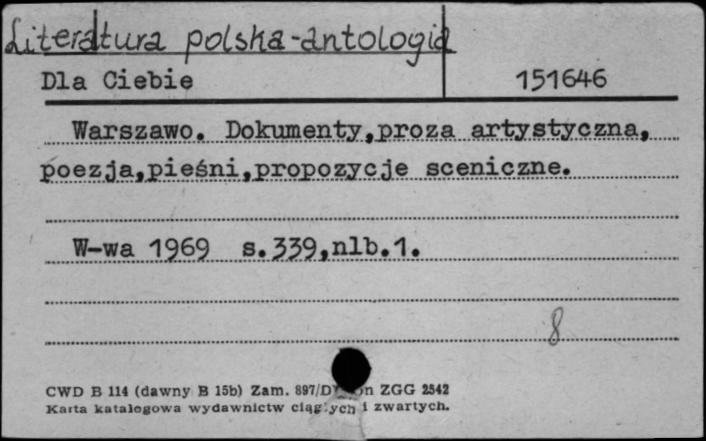 Literatura polska-antologia
Dla Ciebie 151646
Warszawo. Dokumenty,proza artystyczna,
poezja,pieśni,propozycje sceniczne.
W-wa 1969 s.339,nlb.1.
8
CWD B 114 (dawny B 15b) Zam. ZGG 2542
Karta katalogowa wydawnictw i zwartych.